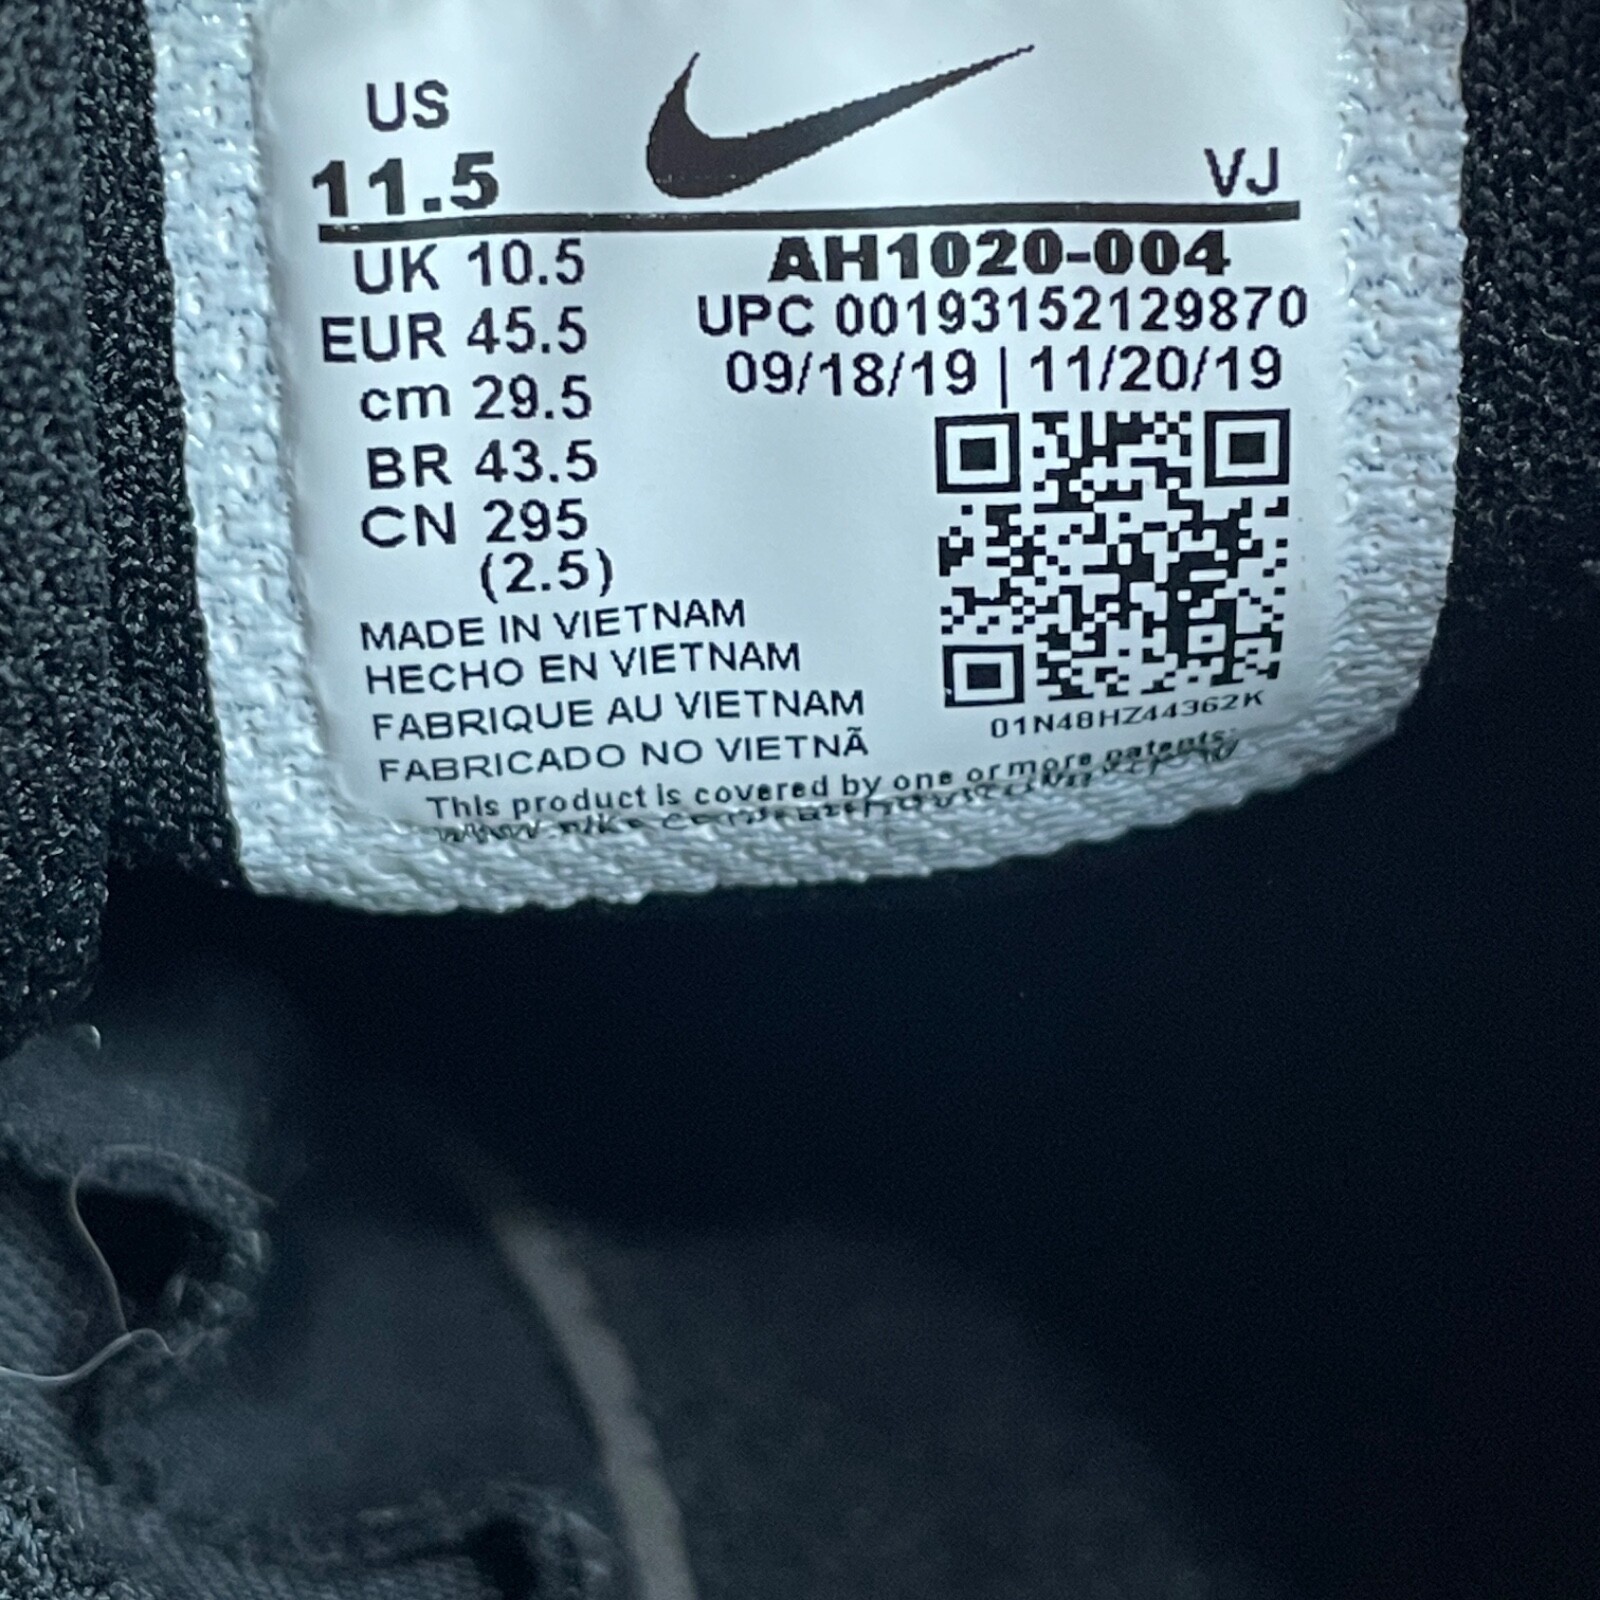 US
11.5
VJ
UK 10.5
EUR 45.5
cm 29.5
BR 43.5
CN 295
(2.5)
AH1020-004
UPC 00193152129870
09/18/19 | 11/20/19
01N48HZ44362K
MADE IN VIETNAM
HECHO EN VIETNAM
FABRIQUE AU VIETNAM
FABRICADO NO VIETNÃ
This product is covered by one or more patents: